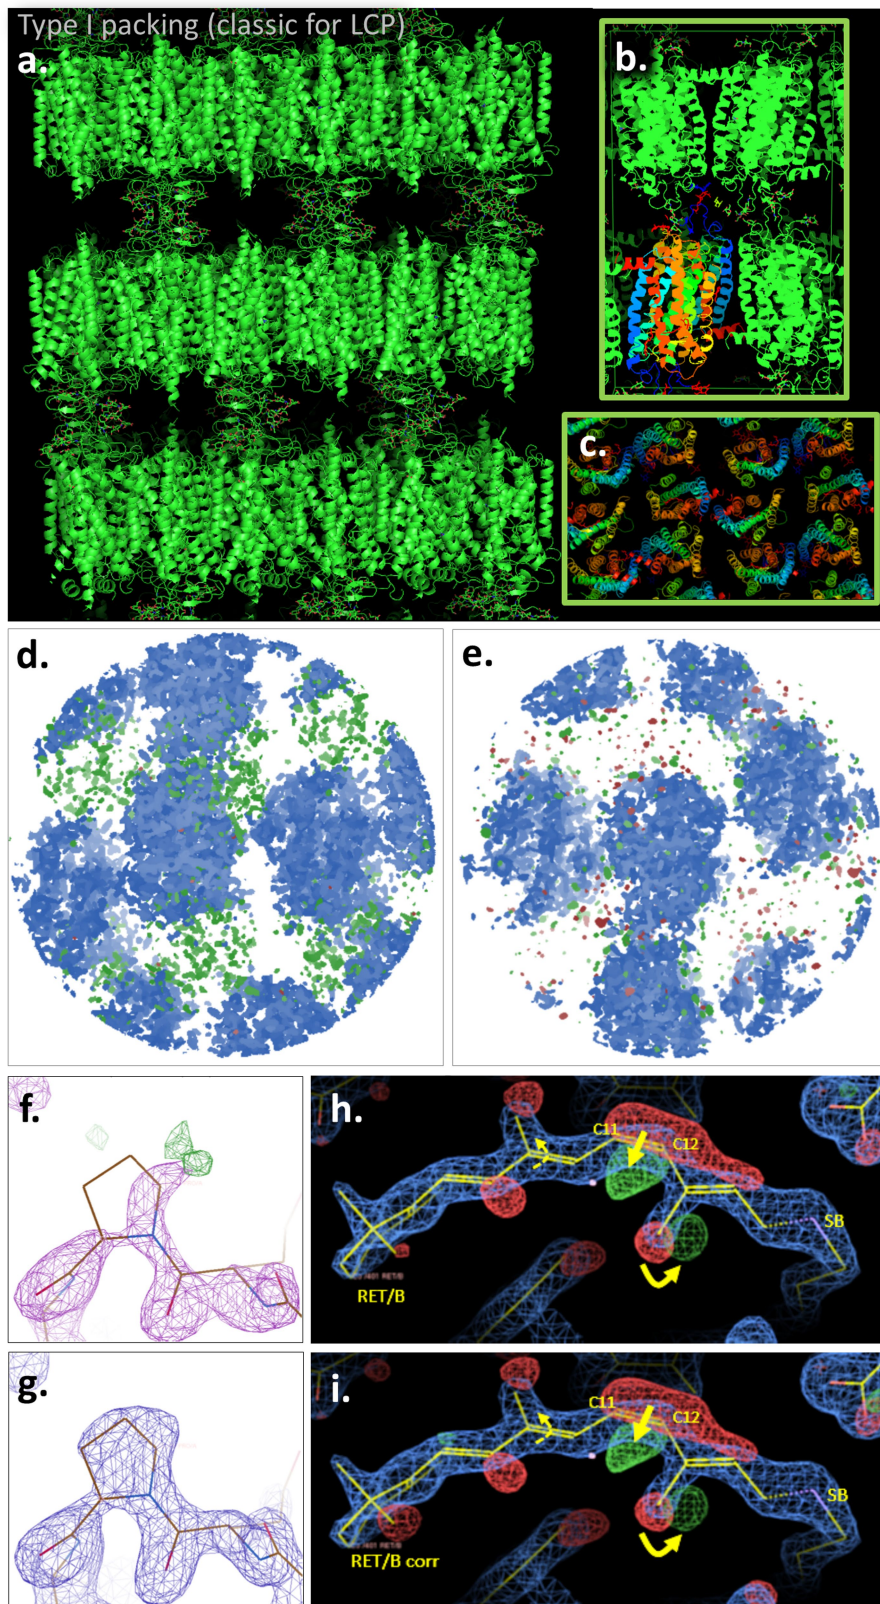 Type I packing (classic for LCP)
a.
b.
c.
d.
e.
f.
h.
C11
C12
SB
RET/B
g.
i.
C11
C12
SB
RET/B corr